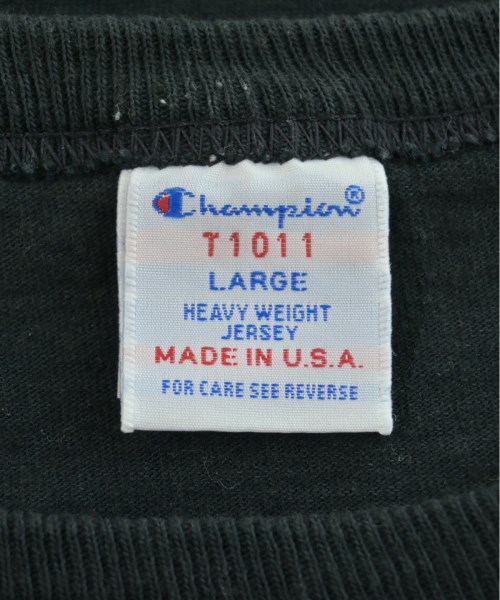 Champion®
T1011
LARGE
HEAVY WEIGHT
JERSEY
MADE IN U.S.A.
FOR CARE SEE REVERSE